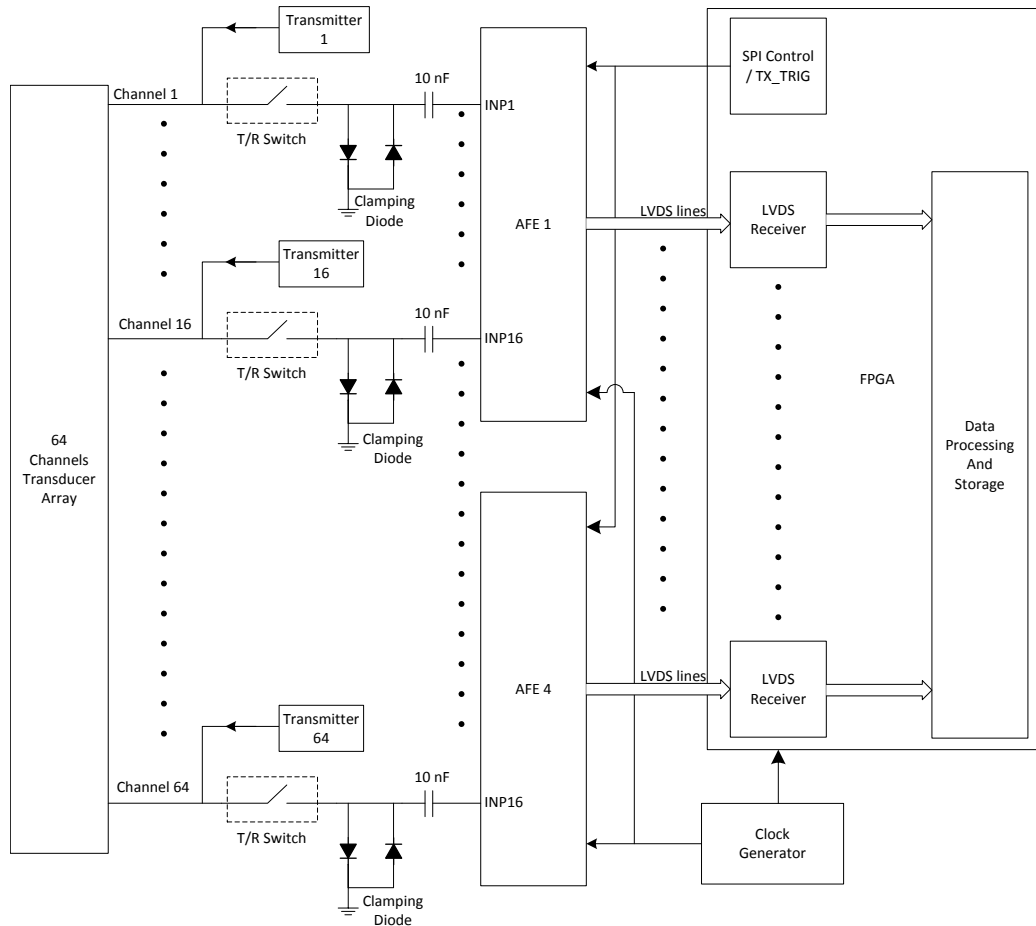 Transmitter
1
Channel 1
T/R Switch
10 nF
Clamping
Diode
INP1
AFE 1
SPI Control
/ TX_TRIG
LVDS lines
LVDS
Receiver
Transmitter
16
Channel 16
T/R Switch
10 nF
Clamping
Diode
INP16
FPGA
64
Channels
Transducer
Array
Data
Processing
And
Storage
AFE 4
LVDS lines
LVDS
Receiver
Transmitter
64
Channel 64
T/R Switch
10 nF
Clamping
Diode
INP16
Clock
Generator